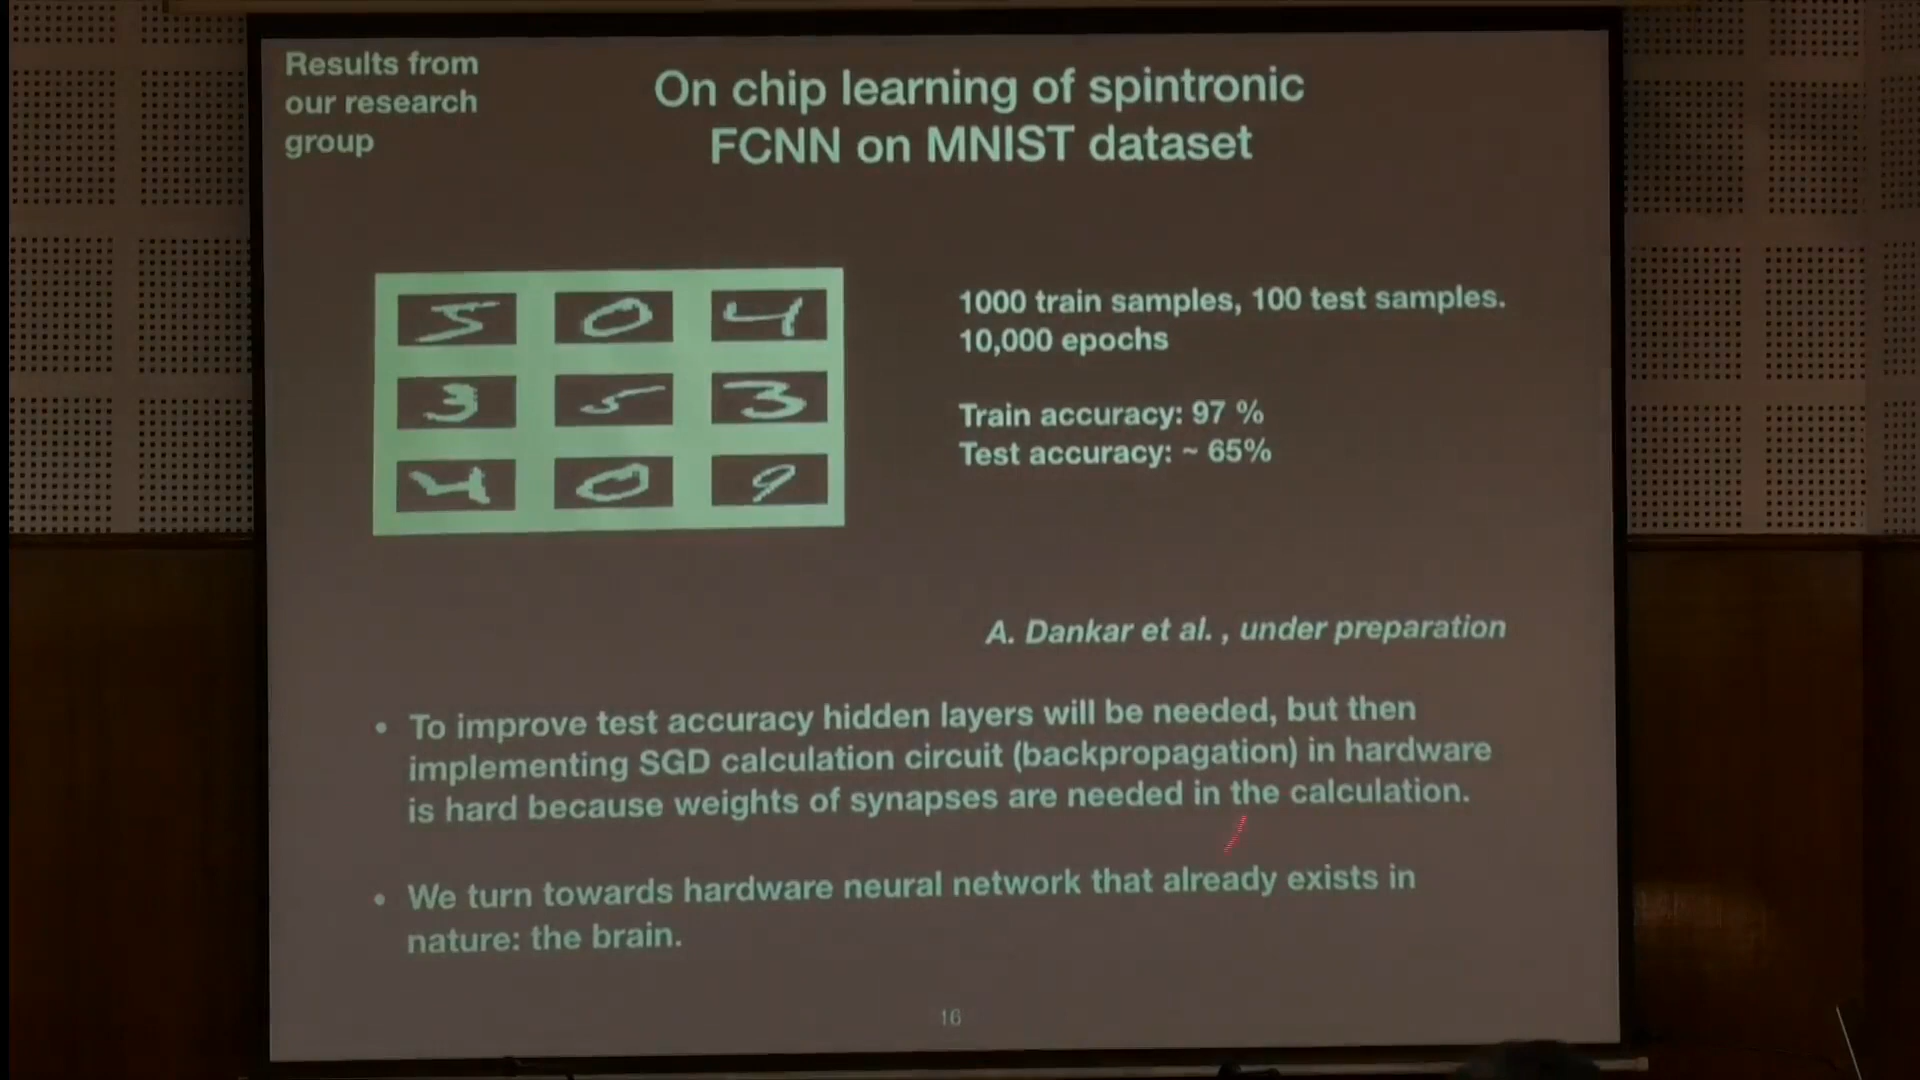 Results from
our research
group
On chip learning of spintronic
FCNN on MNIST dataset
5 0 4
3 5 3
4 0 9
1000 train samples, 100 test samples.
10,000 epochs
Train accuracy: 97 %
Test accuracy: ~ 65%
A. Dankar et al. , under preparation
• To improve test accuracy hidden layers will be needed, but then
implementing SGD calculation circuit (backpropagation) in hardware
is hard because weights of synapses are needed in the calculation.
• We turn towards hardware neural network that already exists in
nature: the brain.
16